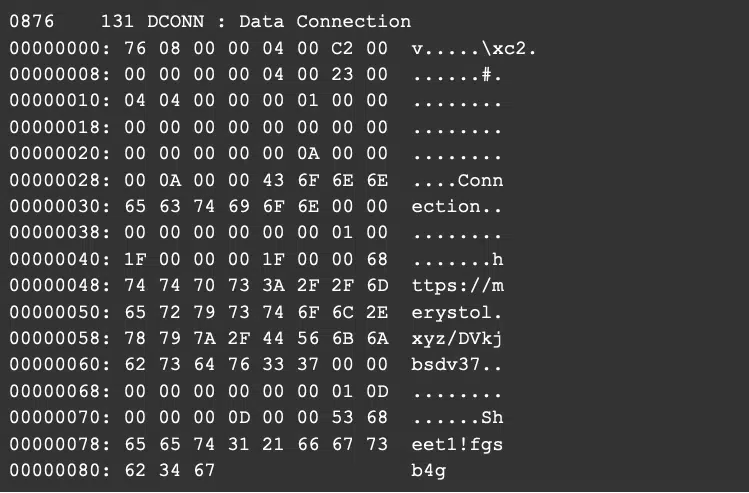 0876    131 DCONN : Data Connection
00000000: 76 08 00 00 04 00 C2 00  v.....\xc2.
00000008: 00 00 00 00 04 00 23 00  ......#.
00000010: 04 04 00 00 00 01 00 00  ........
00000018: 00 00 00 00 00 00 00 00  ........
00000020: 00 00 00 00 00 0A 00 00  ........
00000028: 00 0A 00 00 43 6F 6E 6E  ....Conn
00000030: 65 63 74 69 6F 6E 00 00  ection..
00000038: 00 00 00 00 00 00 01 00  ........
00000040: 1F 00 00 00 1F 00 00 68  .......h
00000048: 74 74 70 73 3A 2F 2F 6D  ttps://m
00000050: 65 72 79 73 74 6F 6C 2E  erystol.
00000058: 78 79 7A 2F 44 56 6B 6A  xyz/DVkj
00000060: 62 73 64 76 33 37 00 00  bsdv37..
00000068: 00 00 00 00 00 00 01 0D  ........
00000070: 00 00 00 0D 00 00 53 68  ......Sh
00000078: 65 65 74 31 21 66 67 73  eet1!fgs
00000080: 62 34 67                 b4g